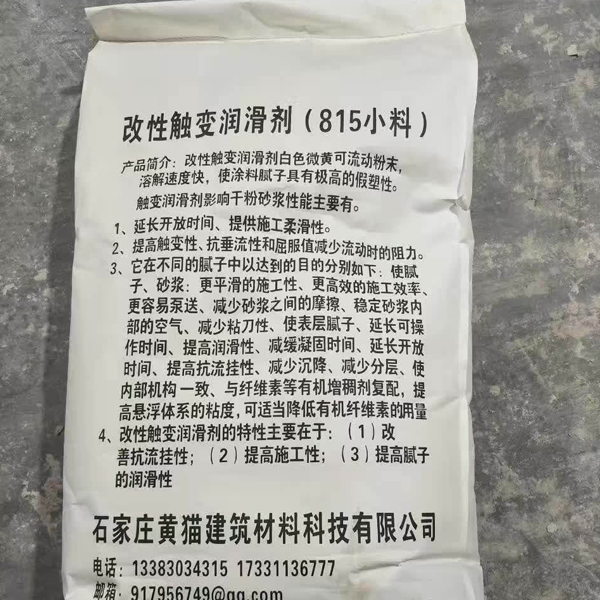 改性触变润滑剂（815小料）
产品简介：改性触变润滑剂白色微黄可流动粉末，
溶解速度快，使涂料腻子具有极高的假塑性。
触变润滑剂影响干粉砂浆性能主要有。
1、延长开放时间、提供施工柔滑性。
2、提高触变性、抗垂流性和屈服值减少流动时的阻力。
3、它在不同的腻子中以达到的目的分别如下：使腻
子、砂浆：更平滑的施工性、更高效的施工效率、
更容易泵送、减少砂浆之间的摩擦、稳定砂浆内
部的空气、减少粘刀性、使表层腻子、延长可操
作时间、提高润滑性、减缓凝固时间、延长开放
时间、提高抗流挂性、减少沉降、减少分层、使
内部机构一致、与纤维素等有机增稠剂复配，提
高悬浮体系的粘度，可适当降低有机纤维素的用量
4、改性触变润滑剂的特性主要在于：（1）改
善抗流挂性；（2）提高施工性；（3）提高腻子
的润滑性
石家庄黄猫建筑材料科技有限公司
电话：13383034315 17331136777
邮箱：917956749@qq.com